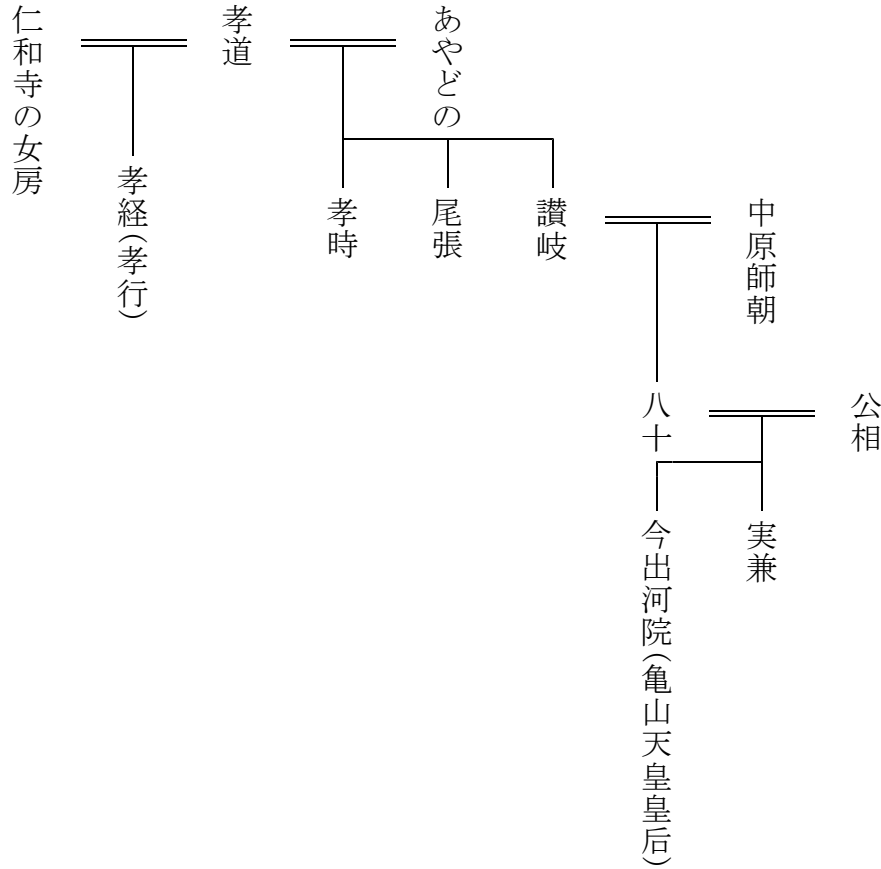 公相
中原師朝
あやどの
孝道
仁和寺の女房
讃岐
尾張
孝時
孝経(孝行)
八十
実兼
今出河院(亀山天皇皇后)